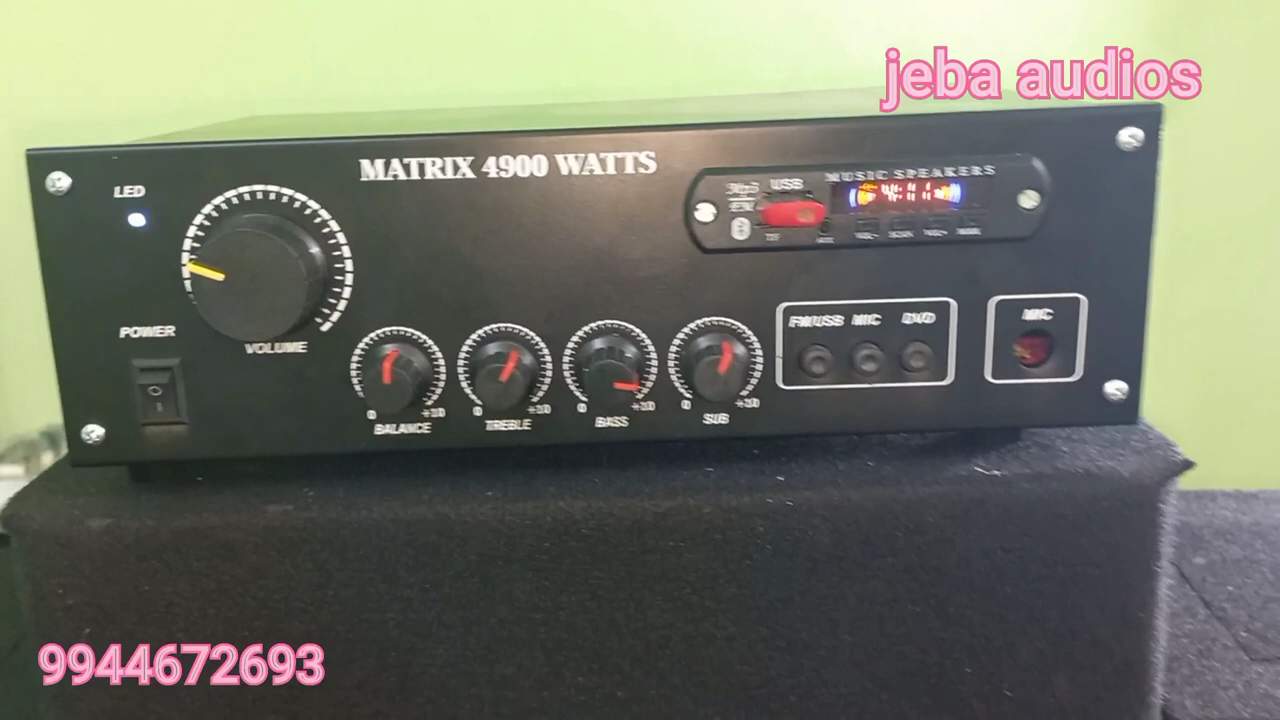 jeba audios
MATRIX 4900 WATTS
LED
MUSIC SPEAKERS
USB
POWER
VOLUME
FM/USB MIC DVD
MIC
0 +10
0 +10
0 +10
0 +10
BALANCE
TREBLE
BASS
SUB
9944672693